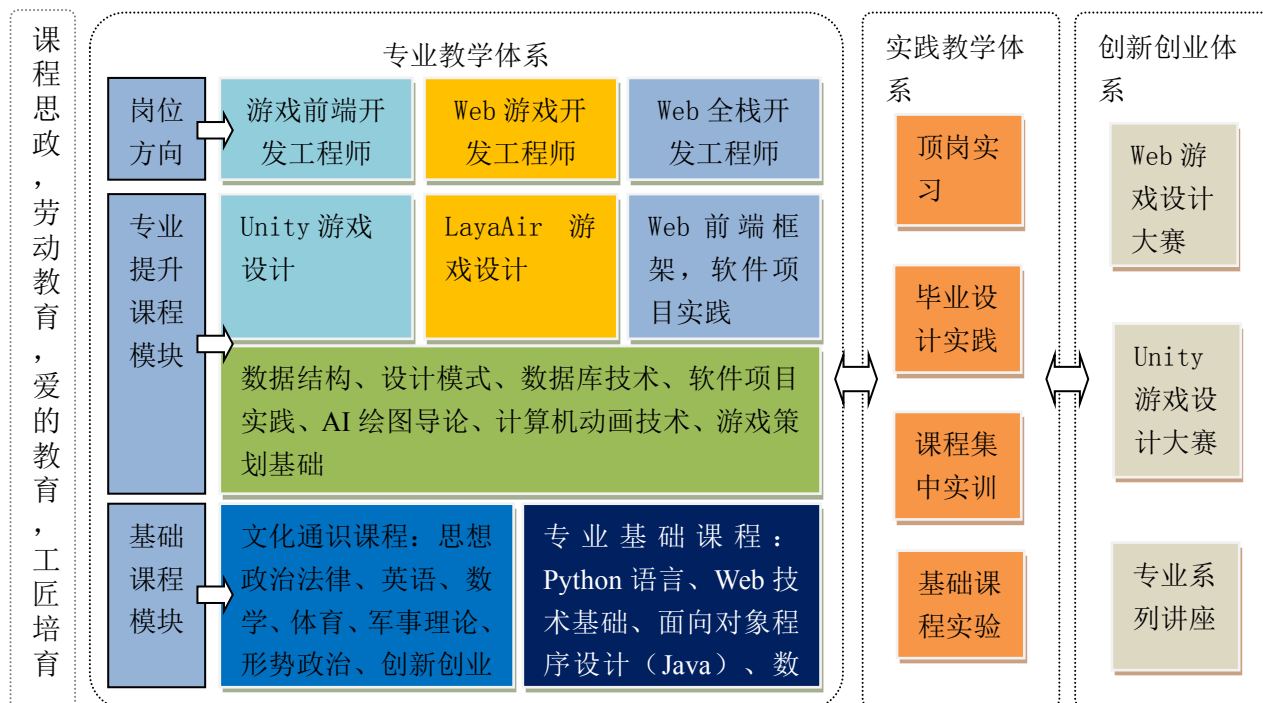 课程思政，劳动教育，爱的教育，工匠培育
专业教学体系
岗位
方向
游戏前端开
发工程师
Web 游戏开
发工程师
Web 全栈开
发工程师
专业
提升
课程
模块
Unity 游戏
设计
LayaAir 游
戏设计
Web 前端框
架，软件项
目实践
数据结构、设计模式、数据库技术、软件项目
实践、AI 绘图导论、计算机动画技术、游戏策
划基础
基础
课程
模块
文化通识课程：思想
政治法律、英语、数
学、体育、军事理论、
形势政治、创新创业
专业基础课程：
Python 语言、Web 技
术基础、面向对象程
序设计（Java）、数
实践教学体
系
顶岗实
习
毕业设
计实践
课程集
中实训
基础课
程实验
创新创业体
系
Web 游
戏设计
大赛
Unity
游戏设
计大赛
专业系
列讲座